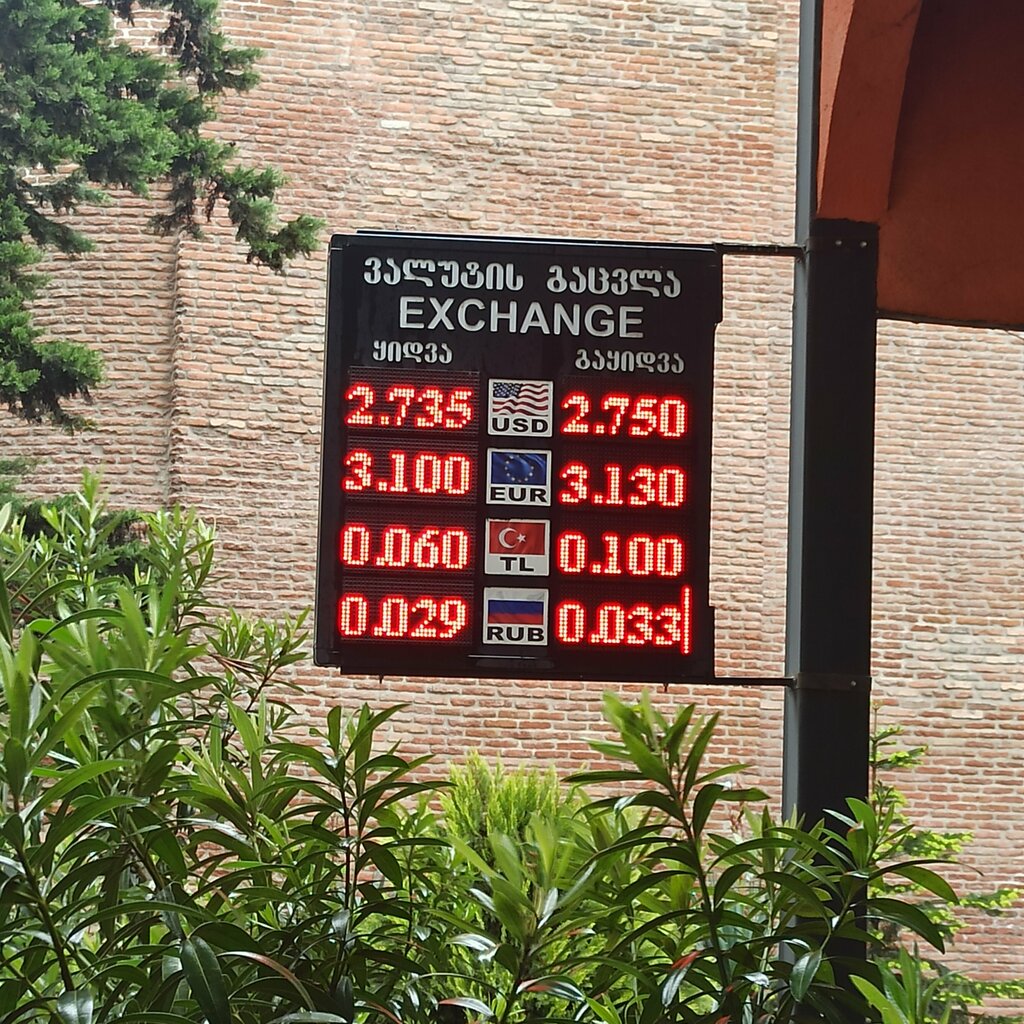 ვალუტის გაცვლა
EXCHANGE
ყიდვა გაყიდვა
2.735 USD 2.750
3.100 EUR 3.130
0.060 TL 0.100
0.029 RUB 0.033